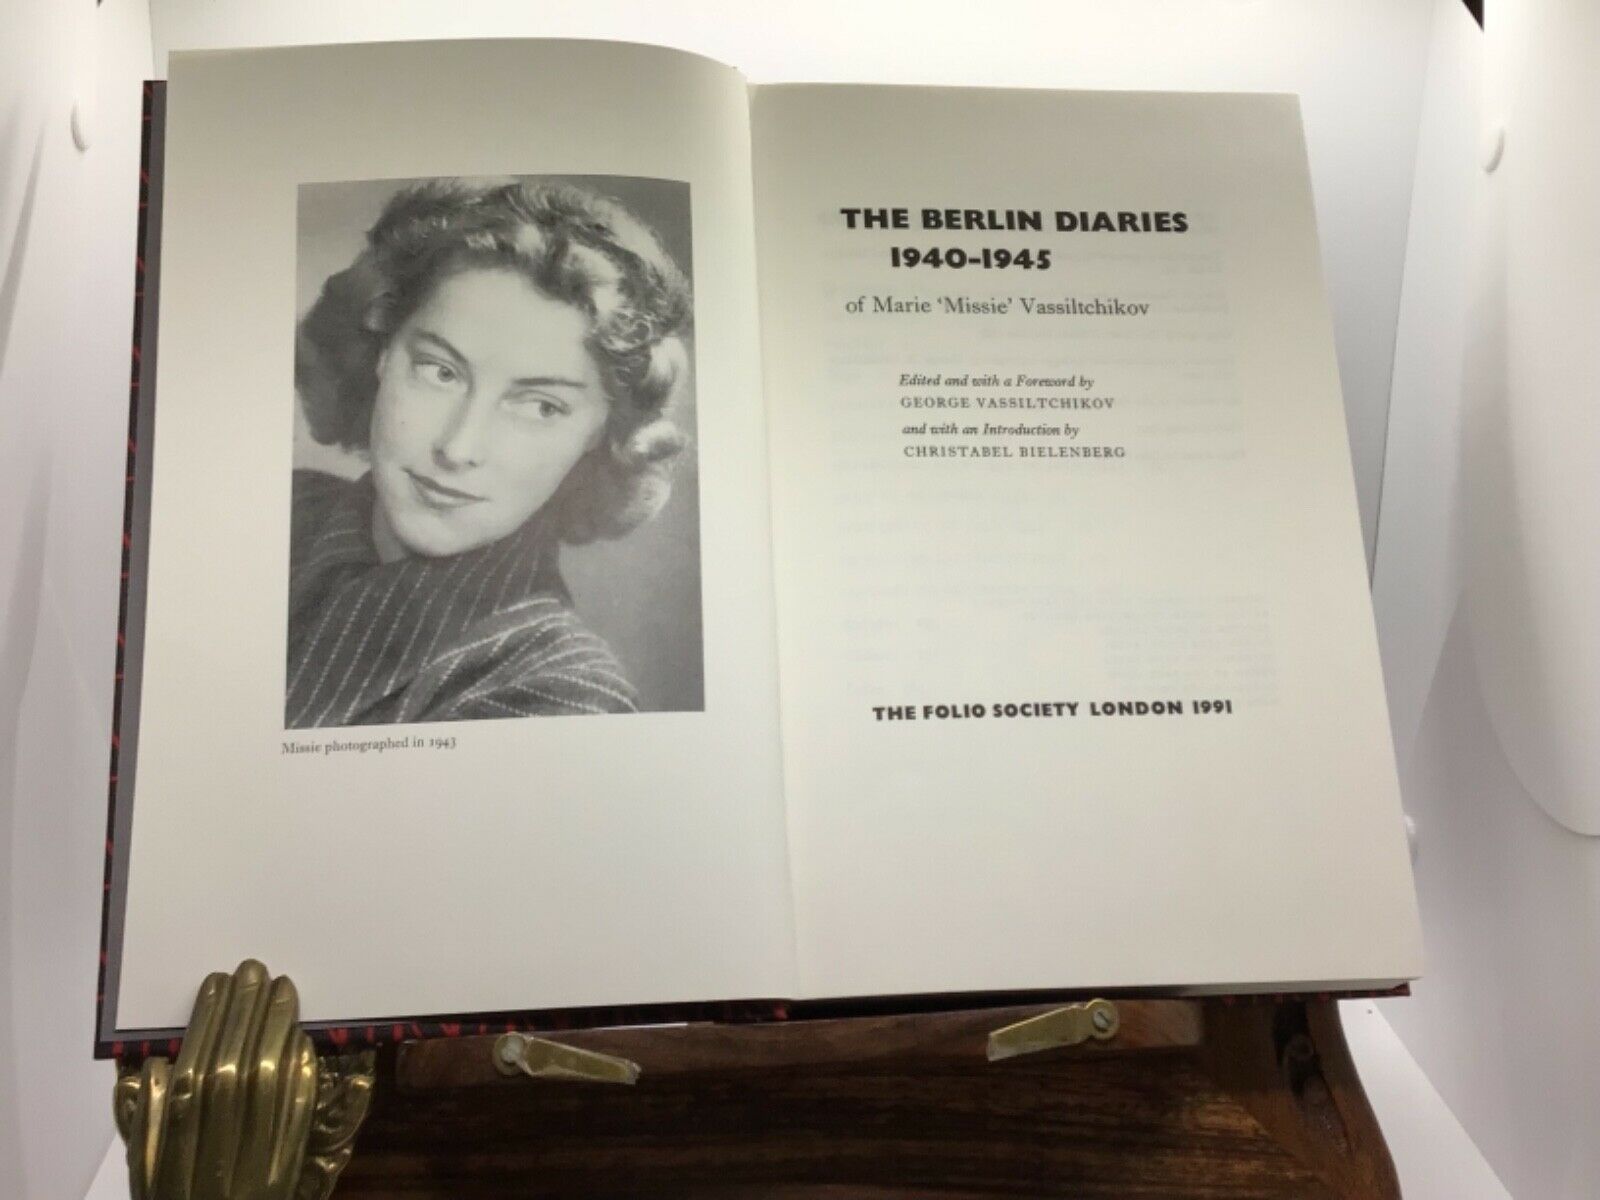 Missie photographed in 1943
THE BERLIN DIARIES
1940–1945
of Marie ‘Missie’ Vassiltchikov
Edited and with a Foreword by
GEORGE VASSILTCHIKOV
and with an Introduction by
CHRISTABEL BIELENBERG
THE FOLIO SOCIETY LONDON 1991